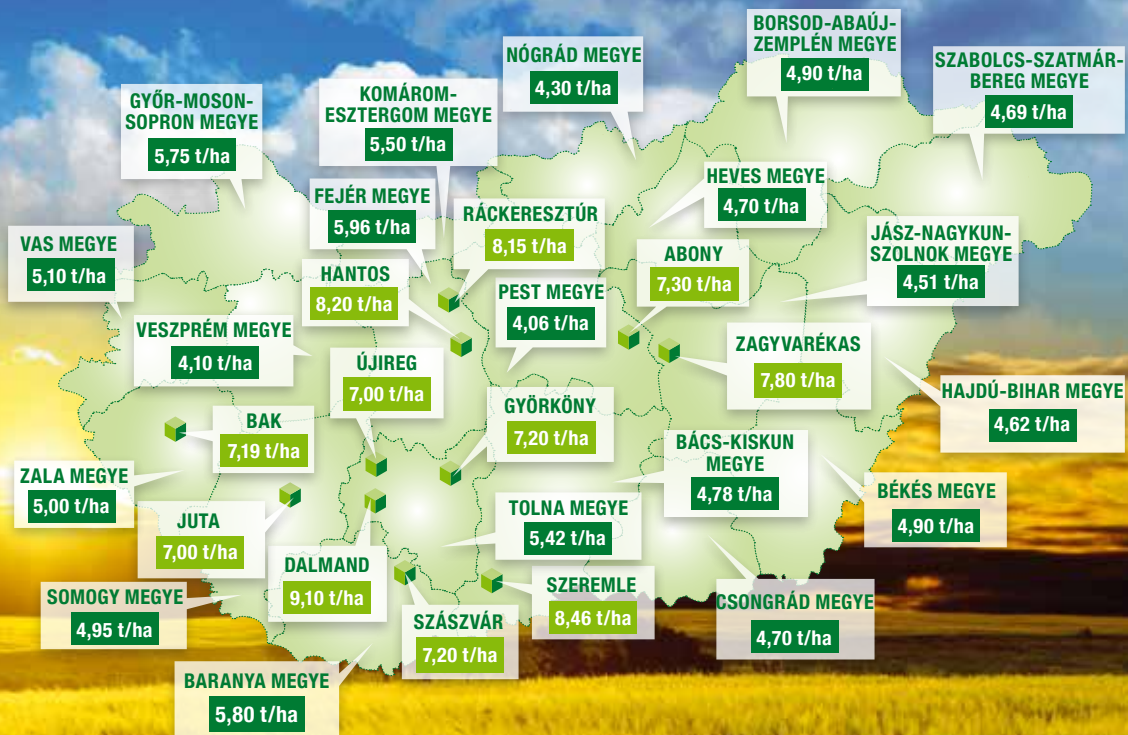 BORSOD-ABAÚJ-
ZEMPLÉN MEGYE
4,90 t/ha
NÓGRÁD MEGYE
4,30 t/ha
SZABOLCS-SZATMÁR-
BEREG MEGYE
4,69 t/ha
GYŐR-MOSON-
SOPRON MEGYE
5,75 t/ha
KOMÁROM-
ESZTERGOM MEGYE
5,50 t/ha
HEVES MEGYE
4,70 t/ha
FEJÉR MEGYE
5,96 t/ha
RÁCKERESZTÚR
8,15 t/ha
JÁSZ-NAGYKUN-
SZOLNOK MEGYE
4,51 t/ha
VAS MEGYE
5,10 t/ha
HANTOS
8,20 t/ha
ABONY
7,30 t/ha
PEST MEGYE
4,06 t/ha
VESZPRÉM MEGYE
4,10 t/ha
ZAGYVARÉKAS
7,80 t/ha
ÚJIREG
7,00 t/ha
HAJDÚ-BIHAR MEGYE
4,62 t/ha
GYÖRKÖNY
7,20 t/ha
BAK
7,19 t/ha
BÁCS-KISKUN
MEGYE
4,78 t/ha
ZALA MEGYE
5,00 t/ha
BÉKÉS MEGYE
4,90 t/ha
TOLNA MEGYE
5,42 t/ha
JUTA
7,00 t/ha
DALMAND
9,10 t/ha
SZEREMLE
8,46 t/ha
SOMOGY MEGYE
4,95 t/ha
CSONGRÁD MEGYE
4,70 t/ha
SZÁSZVÁR
7,20 t/ha
BARANYA MEGYE
5,80 t/ha